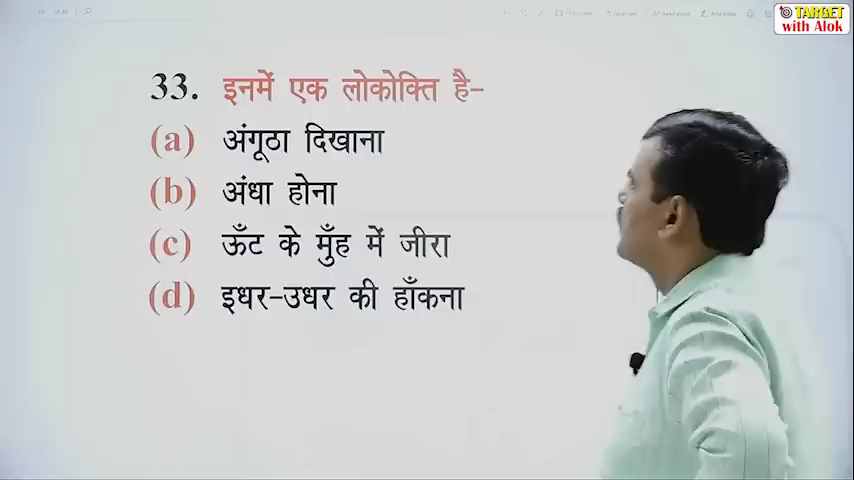 TARGET
with Alok
33. इनमें एक लोकोक्ति है-
(a) अंगूठा दिखाना
(b) अंधा होना
(c) ऊँट के मुँह में जीरा
(d) इधर-उधर की हाँकना